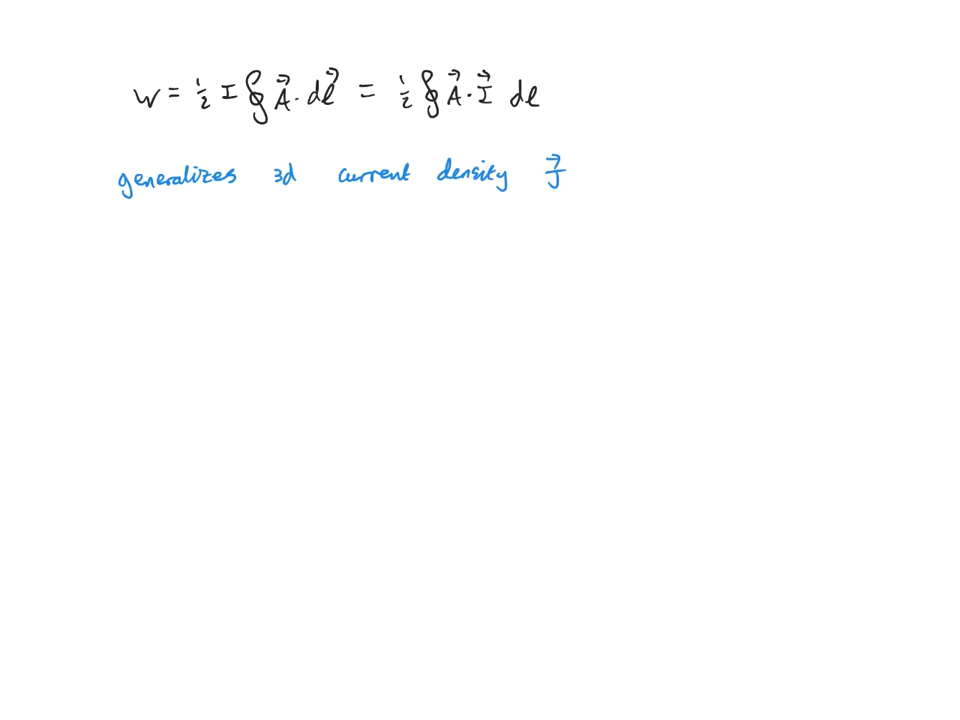 W = ½ I ∮ A⃗ · dℓ⃗ = ½ ∮ A⃗ · I⃗ dℓ
generalizes 3d current density J⃗